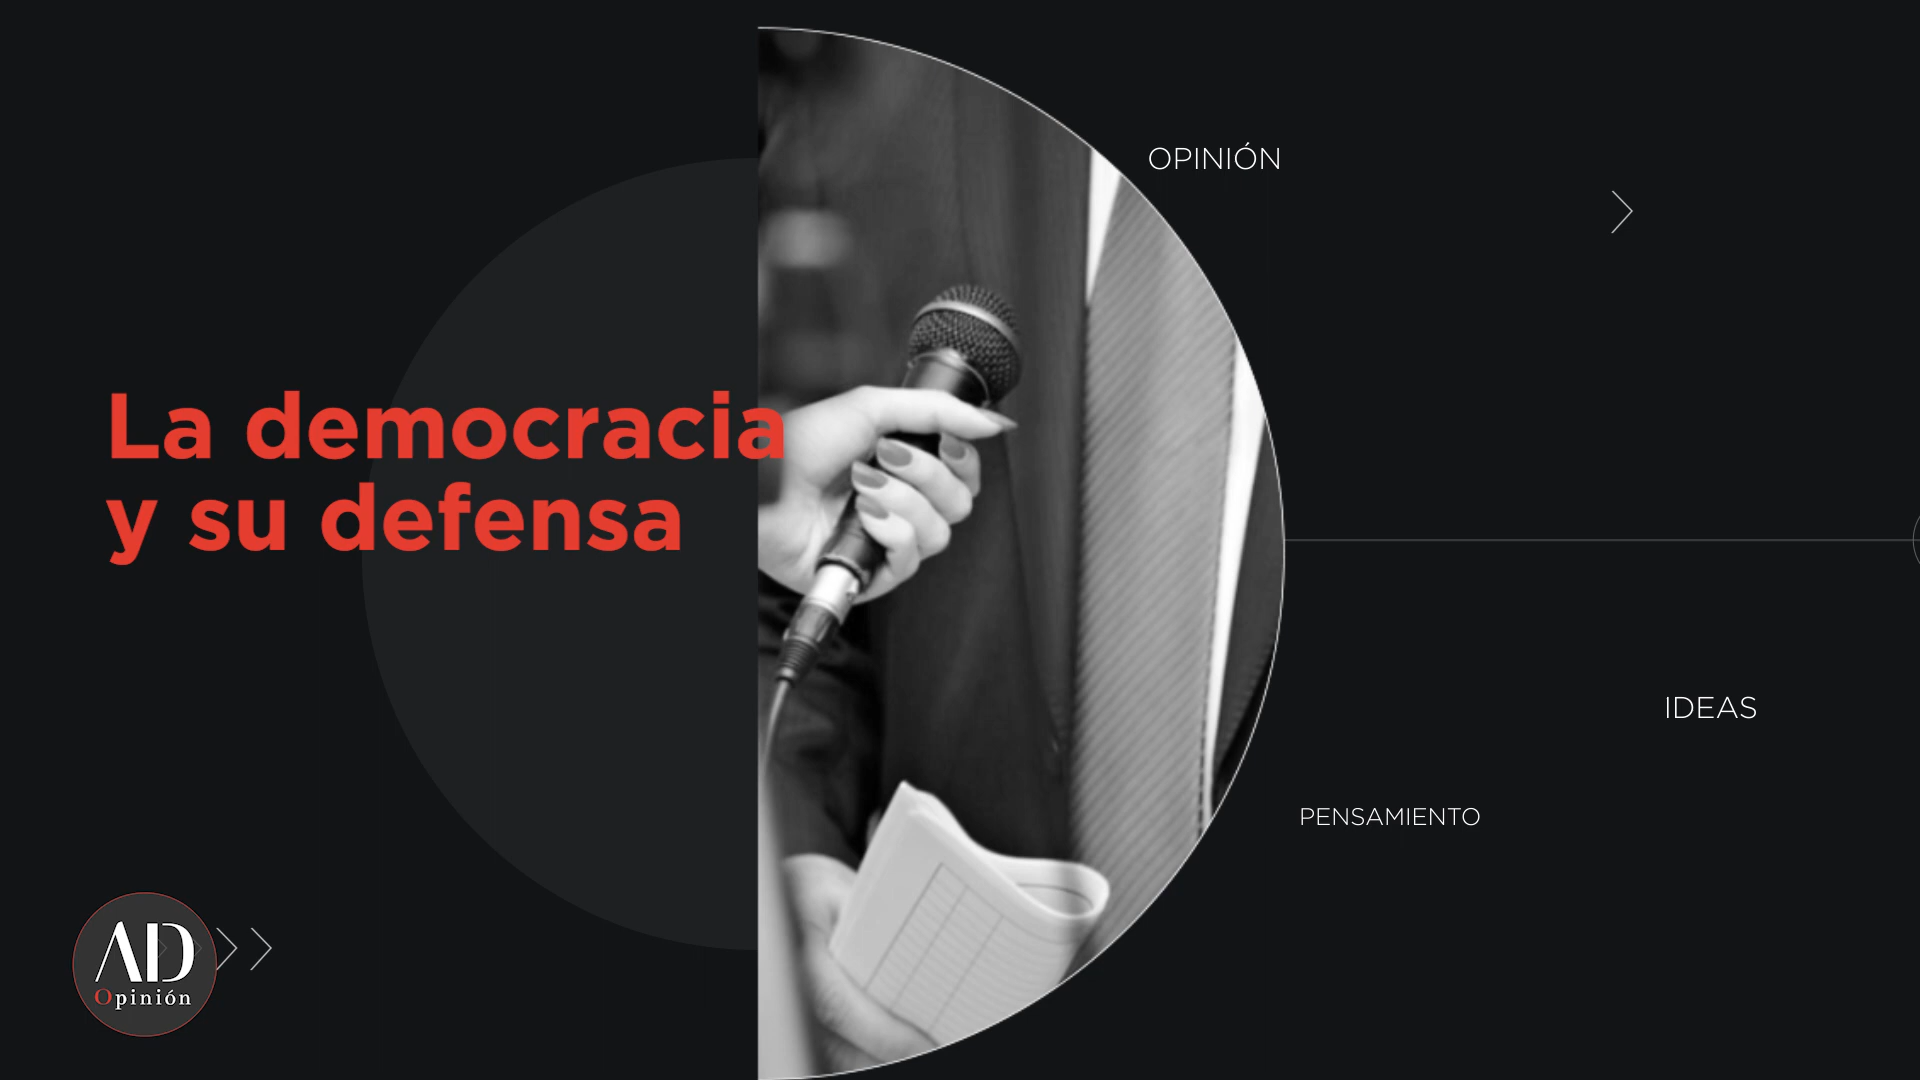 OPINIÓN
La democracia
y su defensa
IDEAS
PENSAMIENTO
AD
Opinión